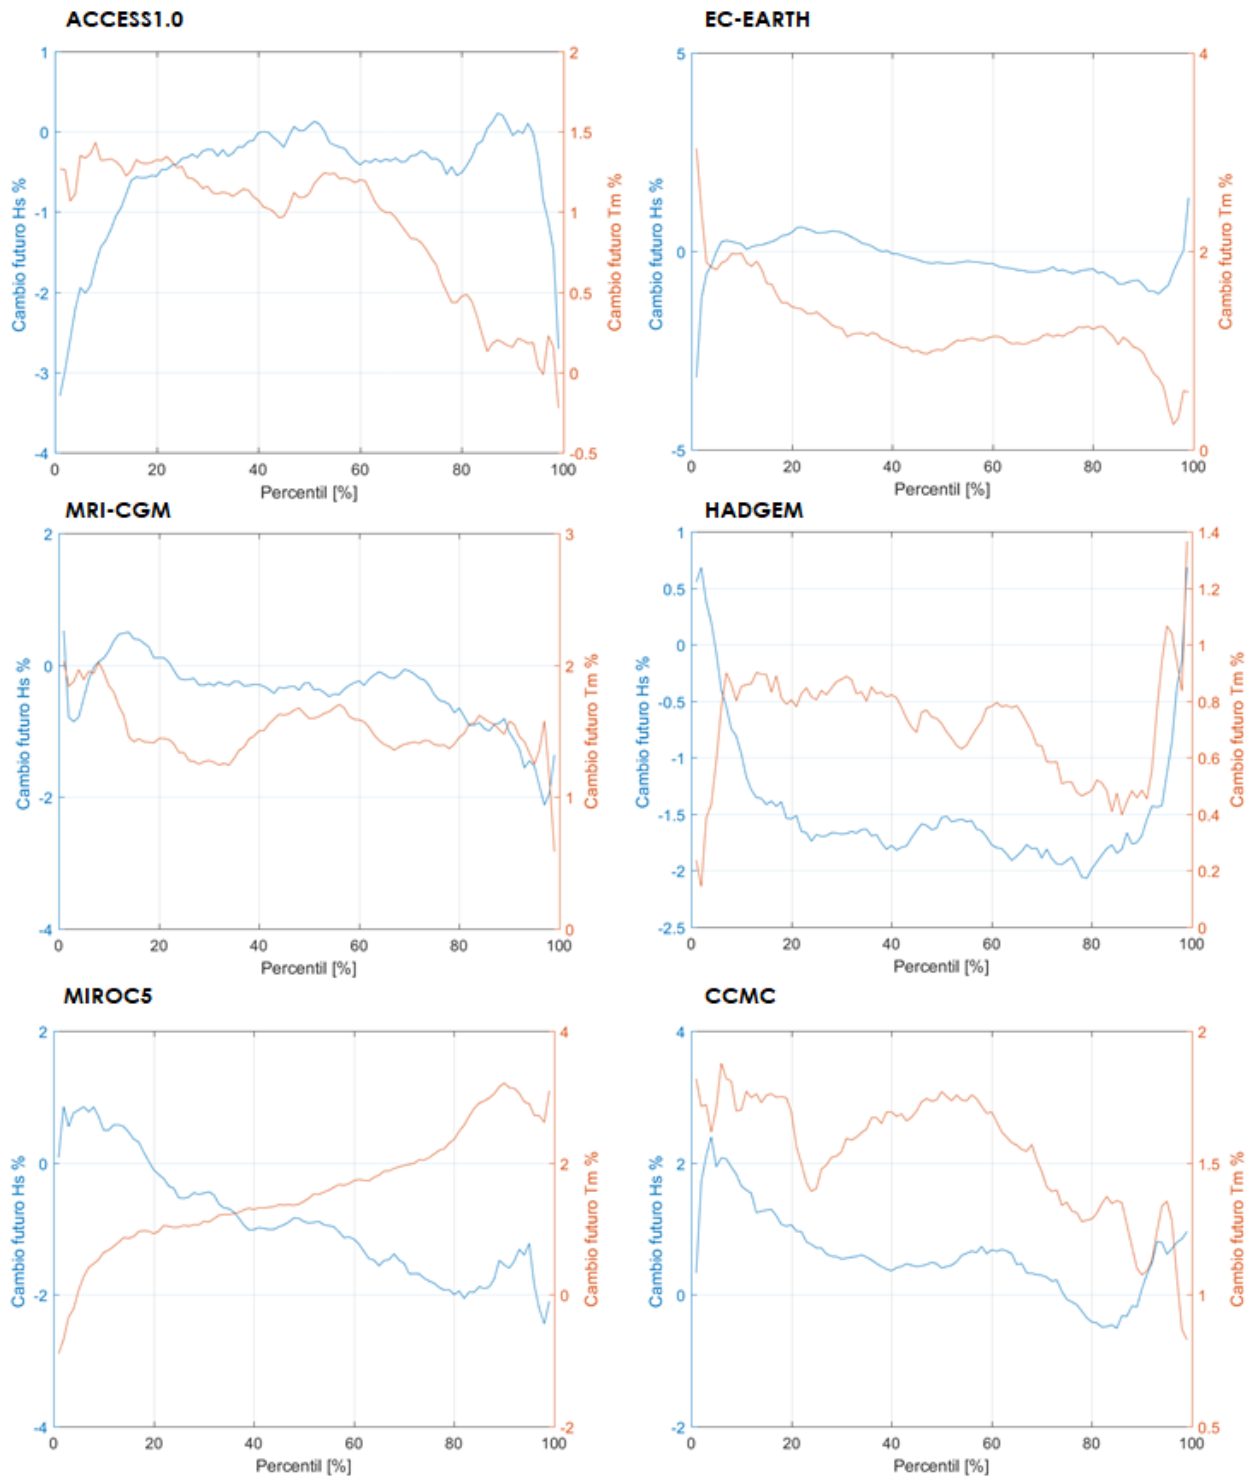 ACCESS1.0
1
0
-1
-2
-3
-4
Cambio futuro Hs %
2
1.5
1
0.5
0
-0.5
Cambio futuro Tm %
0 20 40 60 80 100
Percentil [%]
EC-EARTH
5
0
-5
Cambio futuro Hs %
4
2
0
Cambio futuro Tm %
0 20 40 60 80 100
Percentil [%]
MRI-CGM
2
0
-2
-4
Cambio futuro Hs %
3
2
1
0
Cambio futuro Tm %
0 20 40 60 80 100
Percentil [%]
HADGEM
1
0.5
0
-0.5
-1
-1.5
-2
-2.5
Cambio futuro Hs %
1.4
1.2
1
0.8
0.6
0.4
0.2
0
Cambio futuro Tm %
0 20 40 60 80 100
Percentil [%]
MIROC5
2
0
-2
-4
Cambio futuro Hs %
4
2
0
-2
Cambio futuro Tm %
0 20 40 60 80 100
Percentil [%]
CCMC
4
2
0
-2
Cambio futuro Hs %
2
1.5
1
0.5
Cambio futuro Tm %
0 20 40 60 80 100
Percentil [%]